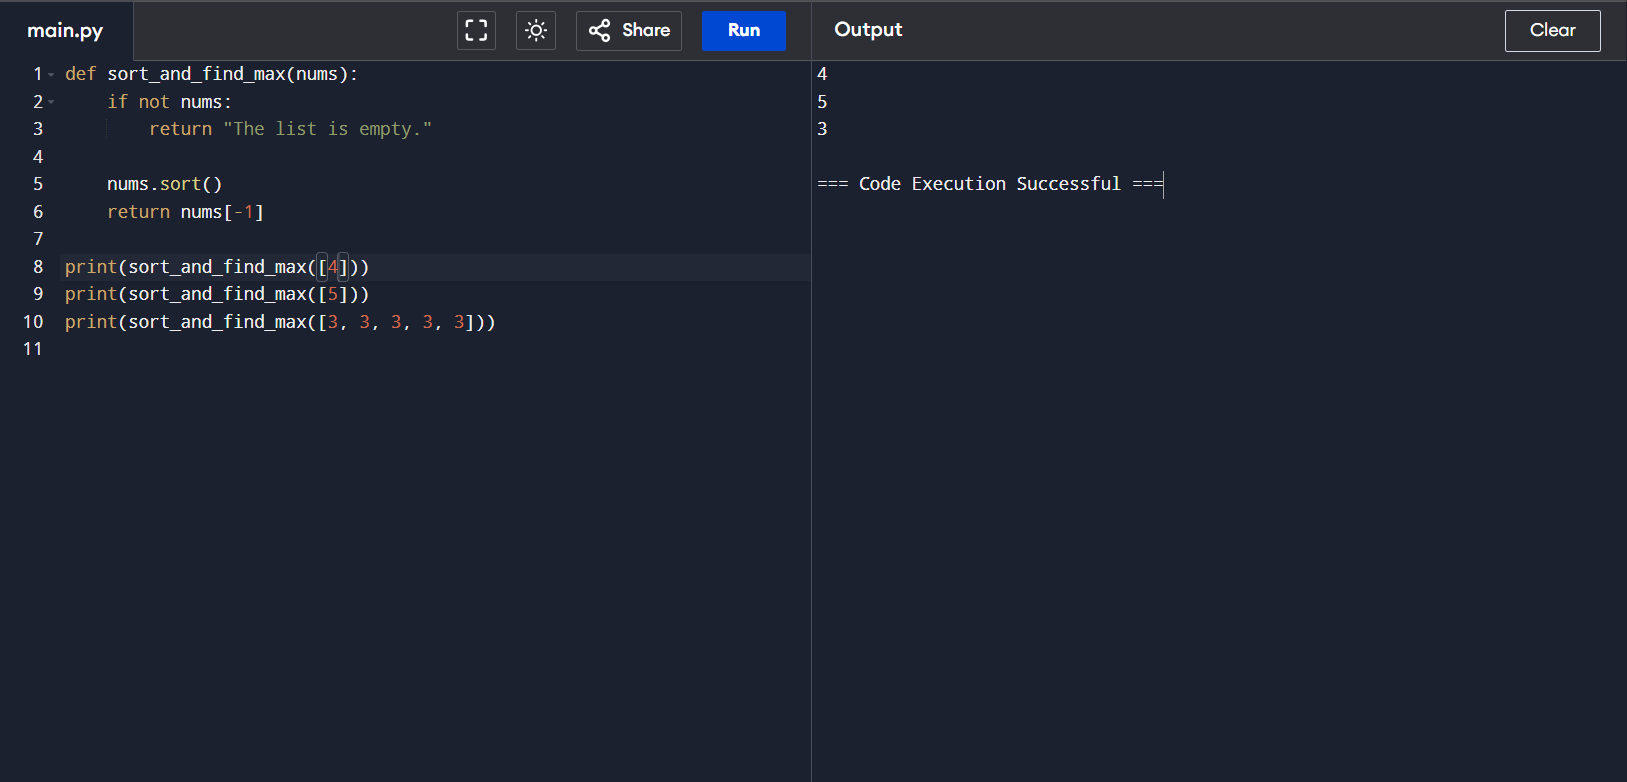 main.py
Share
Run
Output
Clear
1 def sort_and_find_max(nums):
2     if not nums:
3         return "The list is empty."
4
5     nums.sort()
6     return nums[-1]
7
8 print(sort_and_find_max([4]))
9 print(sort_and_find_max([5]))
10 print(sort_and_find_max([3, 3, 3, 3, 3]))
11
4
5
3
=== Code Execution Successful ===